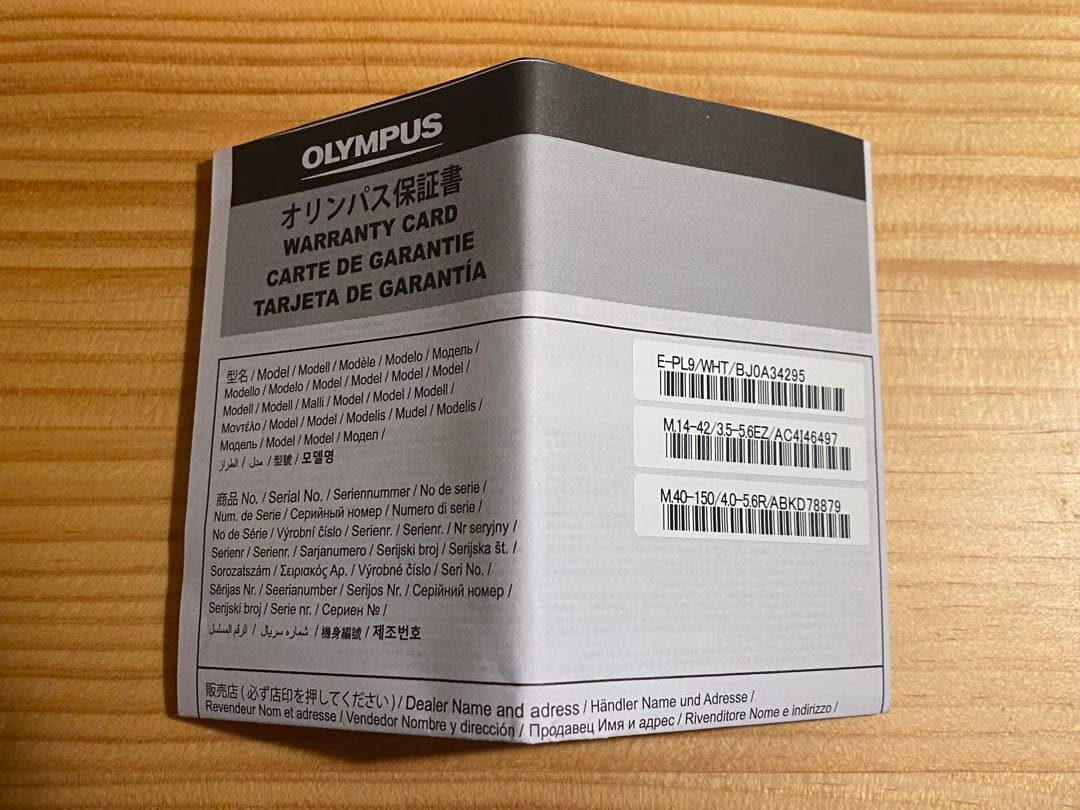 OLYMPUS
オリンパス保証書
WARRANTY CARD
CARTE DE GARANTIE
TARJETA DE GARANTÍA
型名 / Model / Modell / Modèle / Modelo / Модель /
Modello / Modelo / Model / Model / Model / Model /
Modell / Modell / Malli / Model / Model / Modell /
Μοντέλο / Model / Model / Modelis / Mudel / Modelis /
Модель / Model / Model / Модел /
الطراز / مدل / 型號 / 모델명
商品 No. / Serial No. / Seriennummer / No de serie /
Num. de Serie / Серийный номер / Numero di serie /
No de Série / Výrobní číslo / Serienr. / Serienr. / Nr seryjny /
Serienr / Serienr. / Sarjanumero / Serijski broj / Serijska št. /
Sorozatszám / Σειριακός Αρ. / Výrobné číslo / Seri No. /
Sērijas Nr. / Seerianumber / Serijos Nr. / Серійний номер /
Serijski broj / Serie nr. / Сериен № /
الرقم المسلسل / شماره سریال / 機身編號 / 제조번호
E-PL9/WHT/BJ0A34295
M.14-42/3.5-5.6EZ/AC4I46497
M.40-150/4.0-5.6R/ABKD78879
販売店 ( 必ず店印を押してください ) / Dealer Name and adress / Händler Name und Adresse /
Revendeur Nom et adresse / Vendedor Nombre y dirección / Продавец Имя и адрес / Rivenditore Nome e indirizzo /